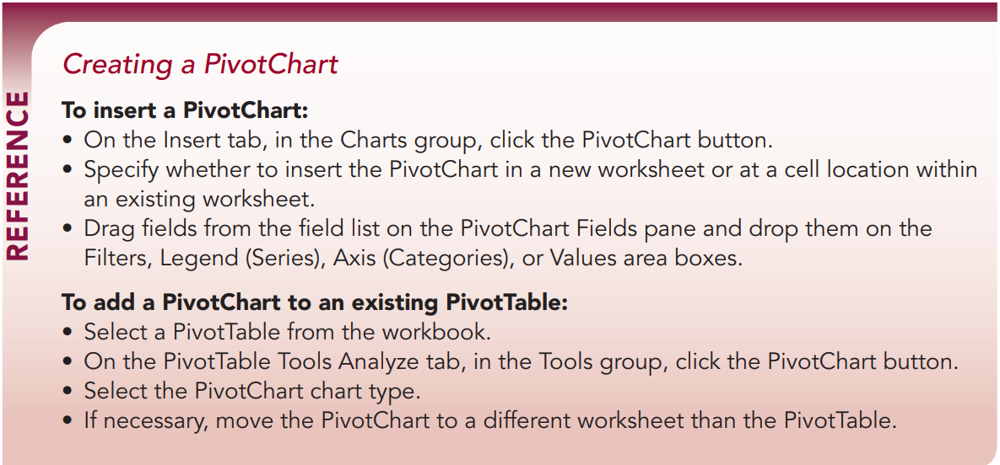 REFERENCE
Creating a PivotChart
To insert a PivotChart:
• On the Insert tab, in the Charts group, click the PivotChart button.
• Specify whether to insert the PivotChart in a new worksheet or at a cell location within
an existing worksheet.
• Drag fields from the field list on the PivotChart Fields pane and drop them on the
Filters, Legend (Series), Axis (Categories), or Values area boxes.
To add a PivotChart to an existing PivotTable:
• Select a PivotTable from the workbook.
• On the PivotTable Tools Analyze tab, in the Tools group, click the PivotChart button.
• Select the PivotChart chart type.
• If necessary, move the PivotChart to a different worksheet than the PivotTable.